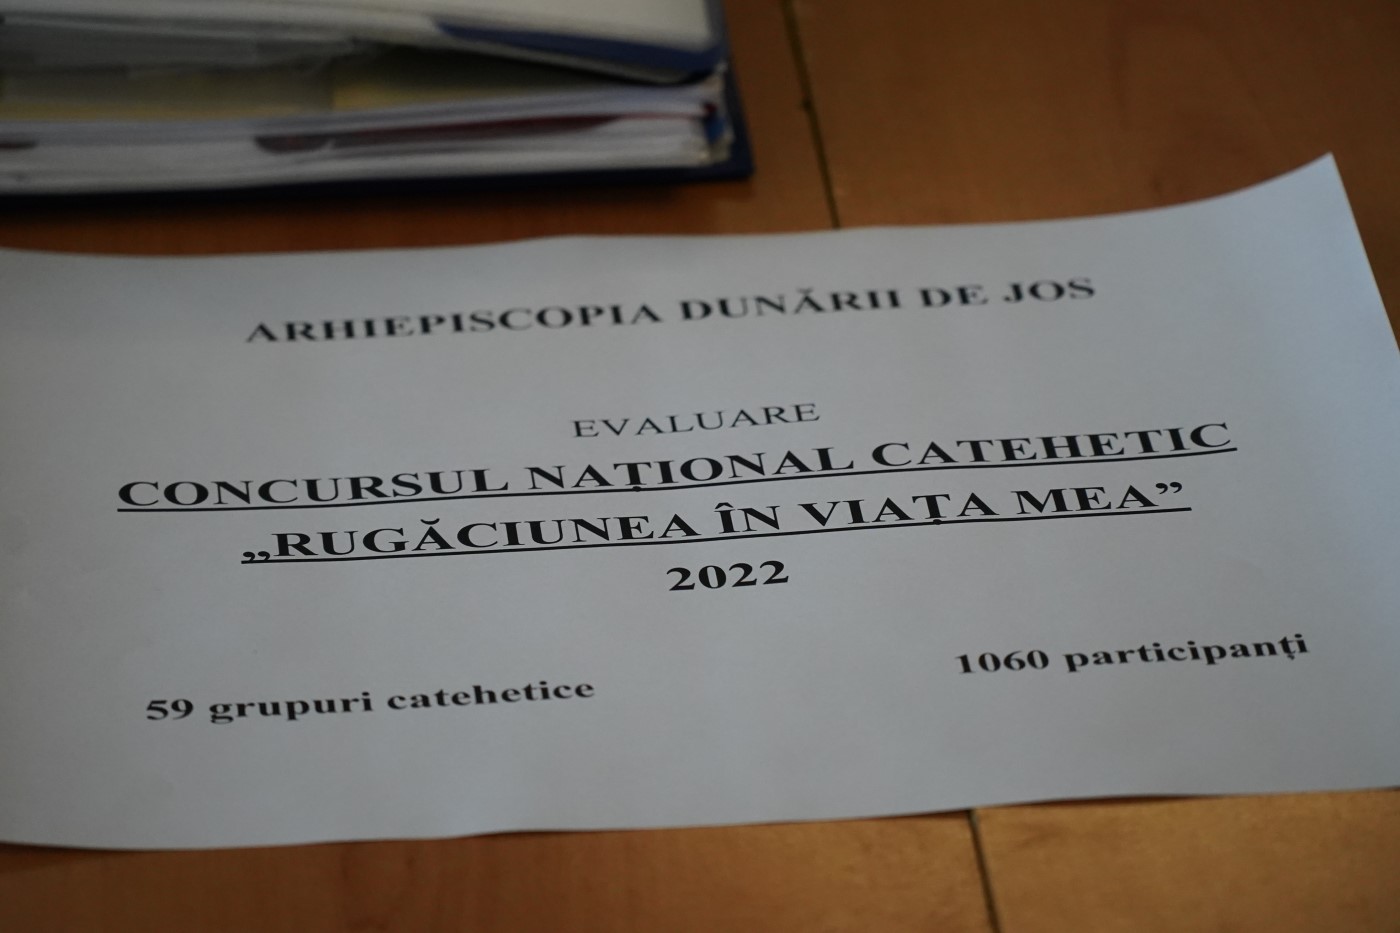 ARHIEPISCOPIA DUNĂRII DE JOS
EVALUARE
CONCURSUL NAȚIONAL CATEHETIC
„RUGĂCIUNEA ÎN VIAȚA MEA”
2022
59 grupuri catehetice
1060 participanți